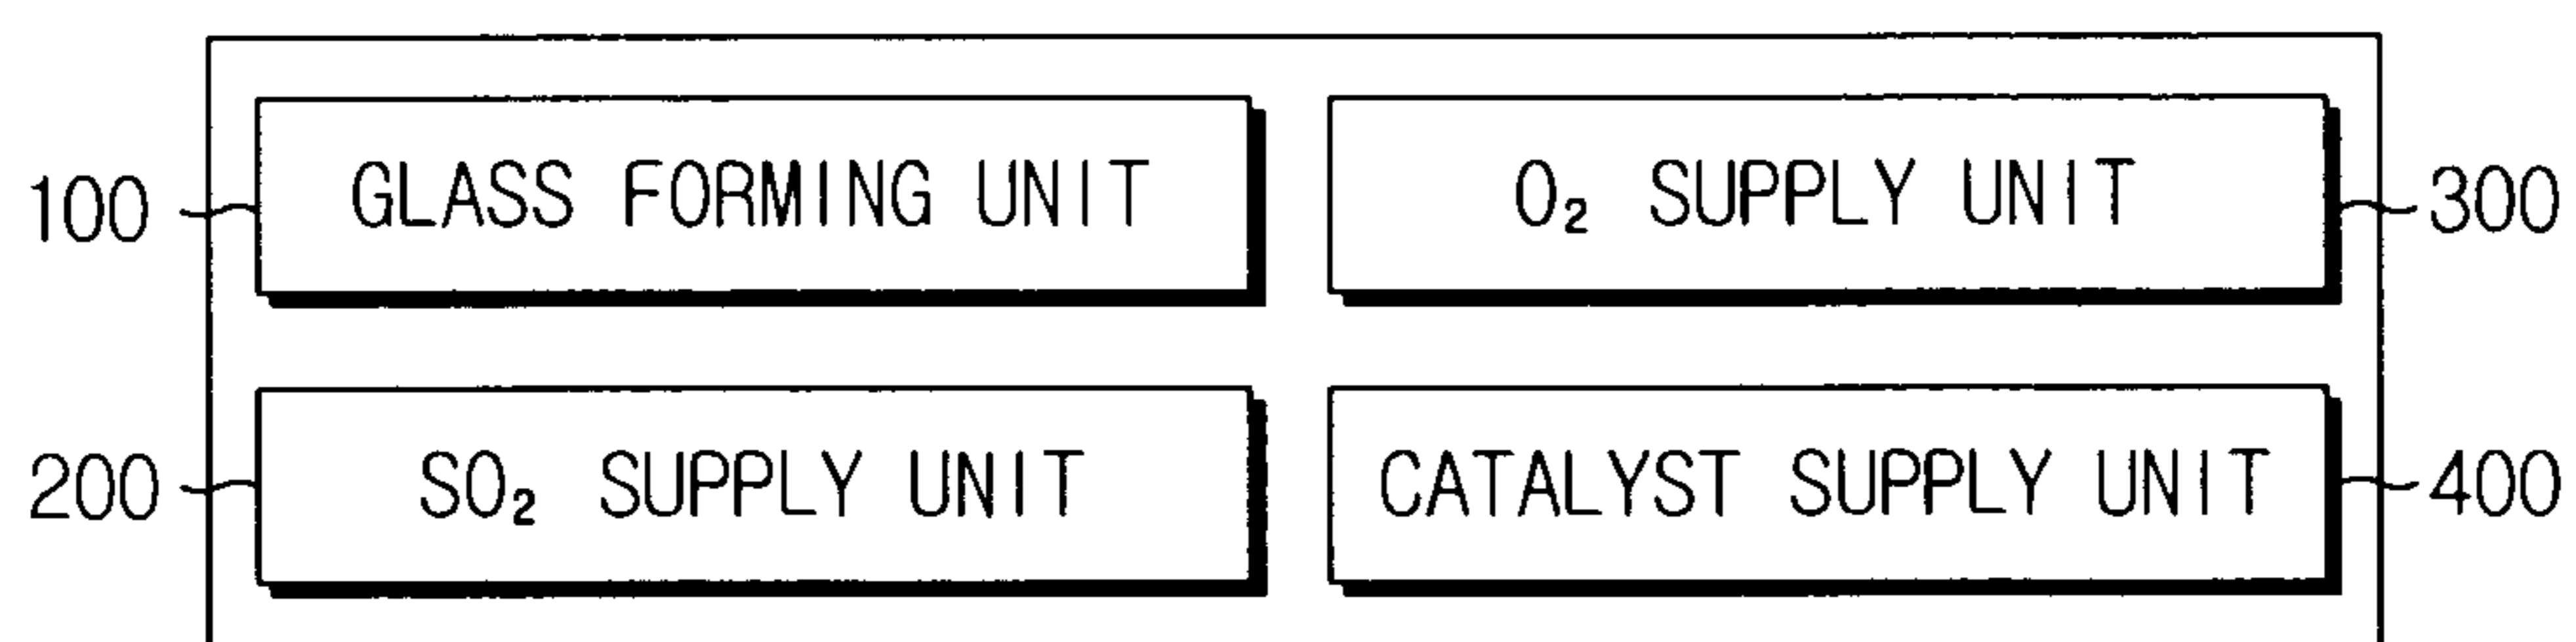 100 GLASS FORMING UNIT O₂ SUPPLY UNIT 300
200 SO₂ SUPPLY UNIT CATALYST SUPPLY UNIT 400